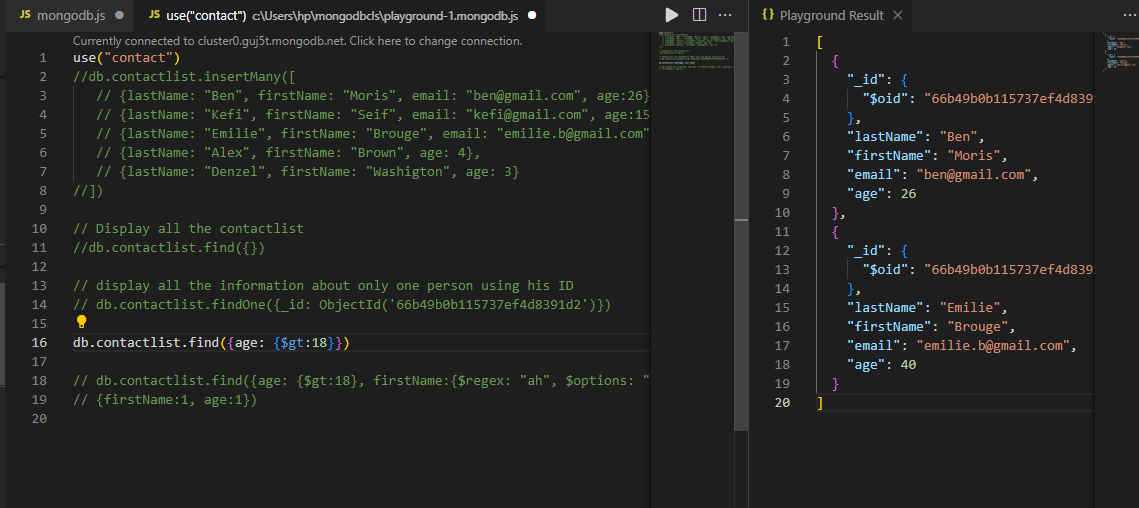 JS mongodb.js
JS use("contact") c:\Users\hp\mongodbcls\playground-1.mongodb.js
Currently connected to cluster0.guj5t.mongodb.net. Click here to change connection.
1 use("contact")
2 //db.contactlist.insertMany([
3 // {lastName: "Ben", firstName: "Moris", email: "ben@gmail.com", age:26}
4 // {lastName: "Kefi", firstName: "Seif", email: "kefi@gmail.com", age:15
5 // {lastName: "Emilie", firstName: "Brouge", email: "emilie.b@gmail.com"
6 // {lastName: "Alex", firstName: "Brown", age: 4},
7 // {lastName: "Denzel", firstName: "Washigton", age: 3}
8 //])
9
10 // Display all the contactlist
11 //db.contactlist.find({})
12
13 // display all the information about only one person using his ID
14 // db.contactlist.findOne({_id: ObjectId('66b49b0b115737ef4d8391d2')})
15
16 db.contactlist.find({age: {$gt:18}})
17
18 // db.contactlist.find({age: {$gt:18}, firstName:{$regex: "ah", $options: "
19 // {firstName:1, age:1})
20
{} Playground Result
1 [
2 {
3 "_id": {
4 "$oid": "66b49b0b115737ef4d839
5 },
6 "lastName": "Ben",
7 "firstName": "Moris",
8 "email": "ben@gmail.com",
9 "age": 26
10 },
11 {
12 "_id": {
13 "$oid": "66b49b0b115737ef4d839
14 },
15 "lastName": "Emilie",
16 "firstName": "Brouge",
17 "email": "emilie.b@gmail.com",
18 "age": 40
19 }
20 ]